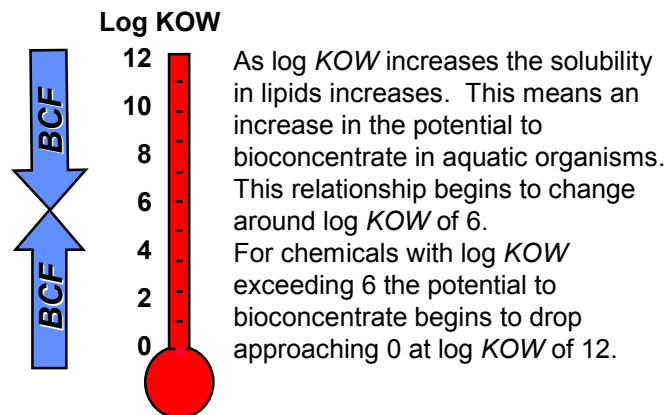 Log KOW
12
10
8
6
4
2
0
BCF
BCF
As log KOW increases the solubility
in lipids increases.  This means an
increase in the potential to
bioconcentrate in aquatic organisms.
This relationship begins to change
around log KOW of 6.
For chemicals with log KOW
exceeding 6 the potential to
bioconcentrate begins to drop
approaching 0 at log KOW of 12.